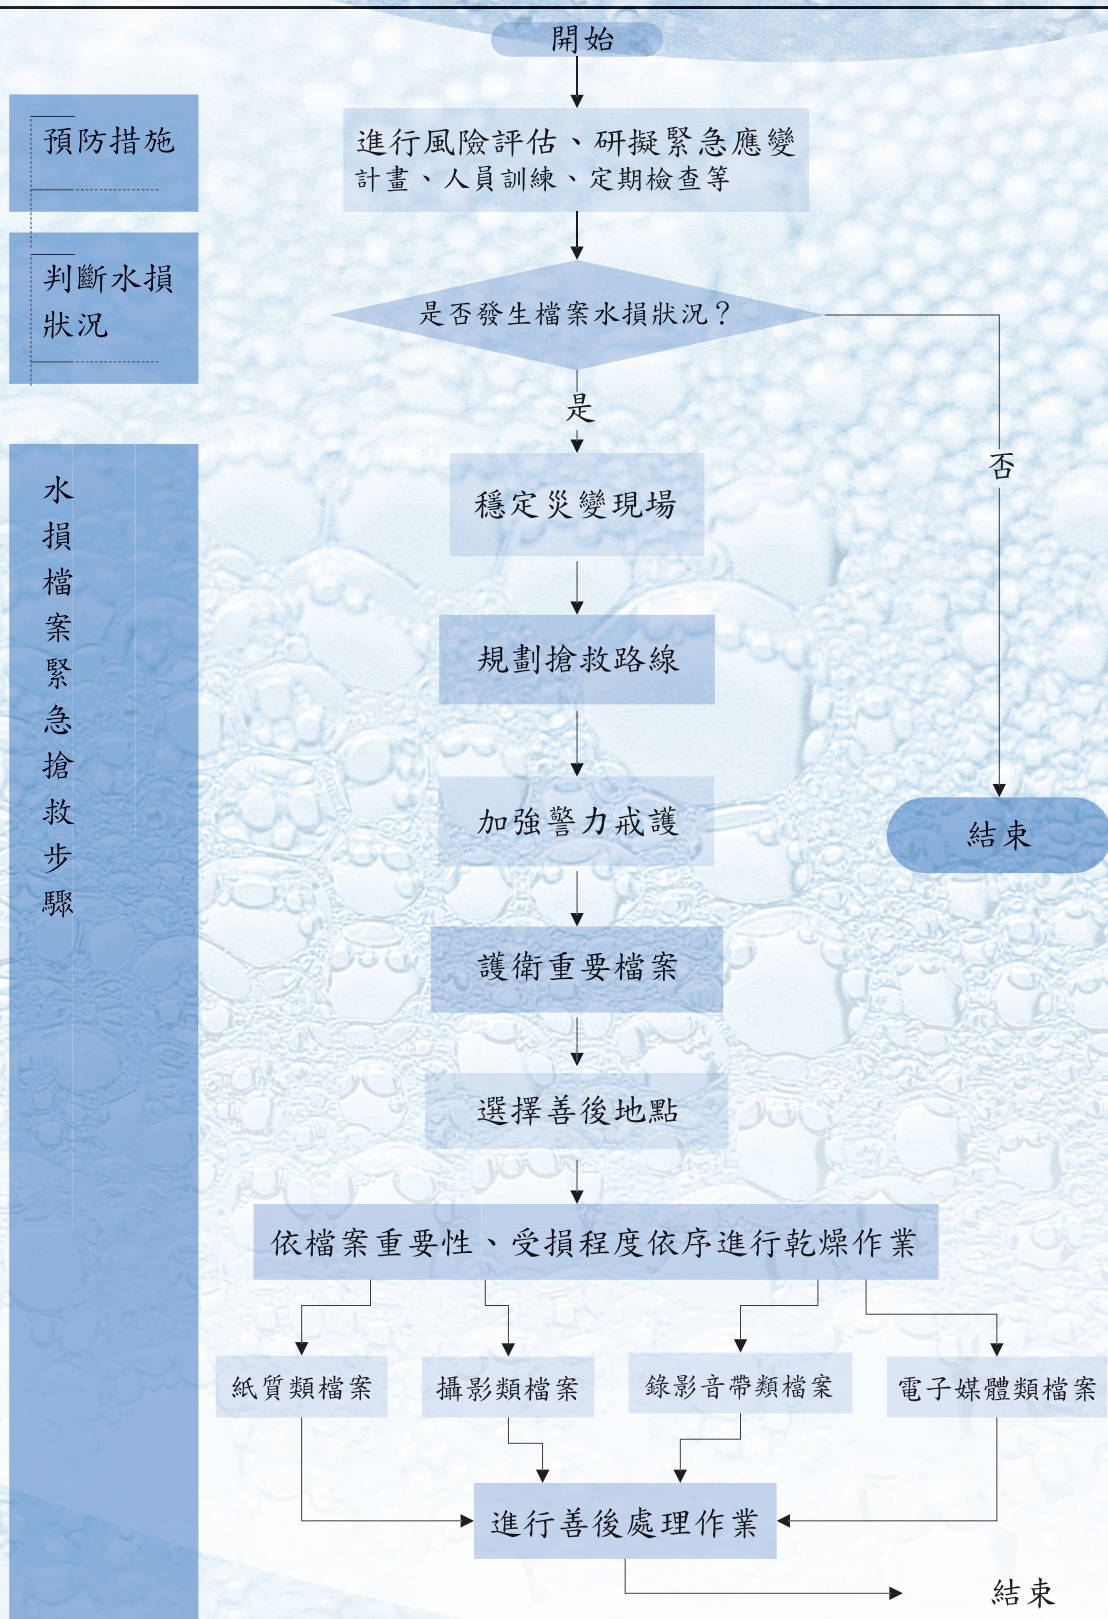 開始
預防措施
進行風險評估、研擬緊急應變
計畫、人員訓練、定期檢查等
判斷水損
狀況
是否發生檔案水損狀況？
是
否
水損檔案緊急搶救步驟
穩定災變現場
規劃搶救路線
加強警力戒護
結束
護衛重要檔案
選擇善後地點
依檔案重要性、受損程度依序進行乾燥作業
紙質類檔案
攝影類檔案
錄影音帶類檔案
電子媒體類檔案
進行善後處理作業
結束